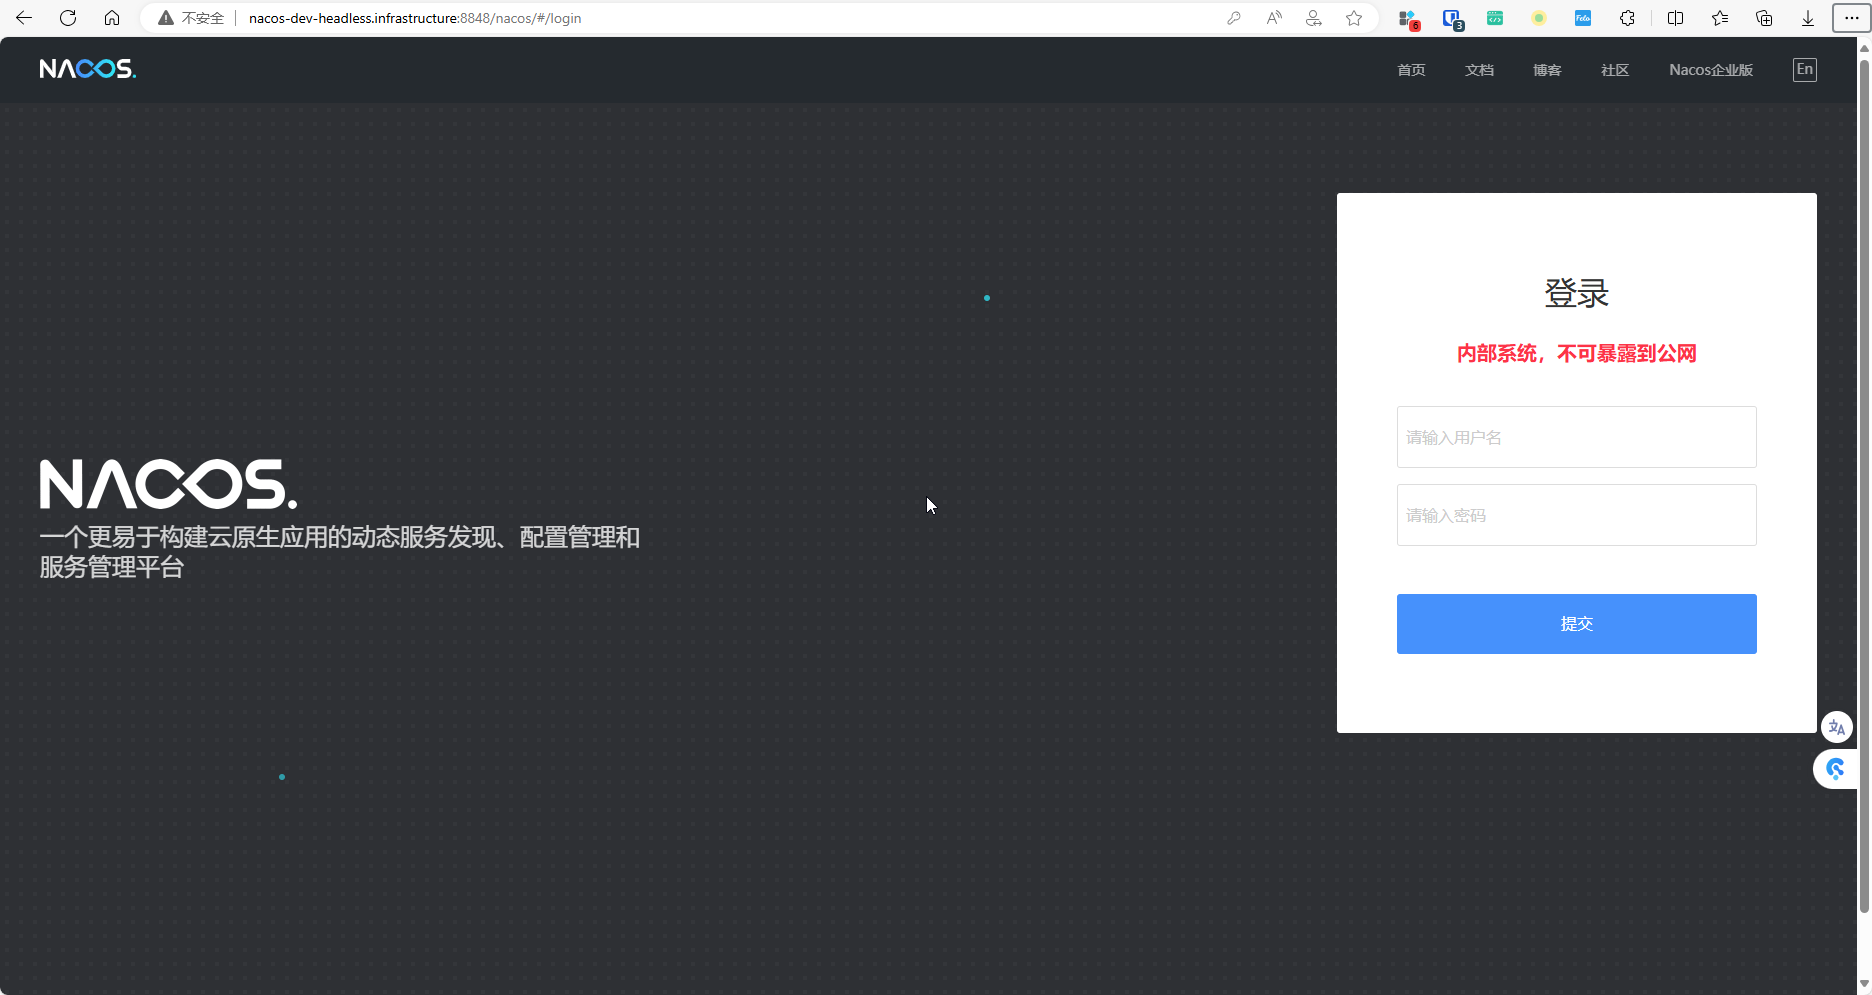 不安全
nacos-dev-headless.infrastructure:8848/nacos/#/login
6
3
Felo
NACOS.
首页
文档
博客
社区
Nacos企业版
En
登录
内部系统，不可暴露到公网
请输入用户名
请输入密码
提交
NACOS.
一个更易于构建云原生应用的动态服务发现、配置管理和
服务管理平台